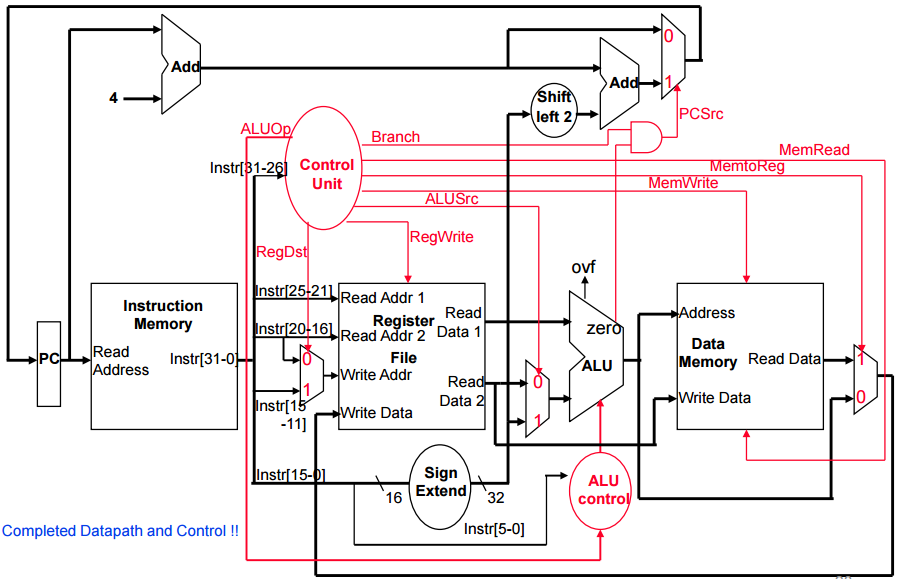 0
Add
Add
1
4
Shift
left 2
PCSrc
ALUOp
Branch
MemRead
Instr[31-26]
Control
Unit
MemtoReg
MemWrite
ALUSrc
RegDst
RegWrite
ovf
Instr[25-21]
Read Addr 1
Instruction
Memory
Register
Read
Data 1
zero
Address
Instr[20-16]
Read Addr 2
Data
Memory
PC
Read
Address
Instr[31-0]
0
File
ALU
Read Data
1
Write Addr
Read
Data 2
0
1
Instr[15
-11]
Write Data
1
Write Data
0
Instr[15-0]
Sign
Extend
16
32
ALU
control
Instr[5-0]
Completed Datapath and Control !!